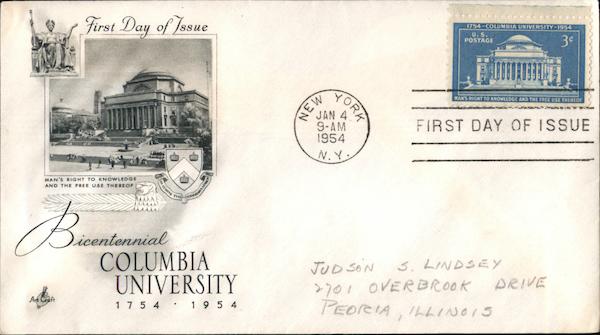 First Day of Issue
MAN'S RIGHT TO KNOWLEDGE
AND THE FREE USE THEREOF
Bicentennial
COLUMBIA
UNIVERSITY
1754 · 1954
Art Craft
NEW YORK
JAN 4
9-AM
1954
N.Y.
1754-COLUMBIA UNIVERSITY-1954
U.S.
POSTAGE
3¢
MAN'S RIGHT TO KNOWLEDGE AND THE FREE USE THEREOF
FIRST DAY OF ISSUE
JUDSON S. LINDSEY
2701 OVERBROOK DRIVE
PEORIA, ILLINOIS